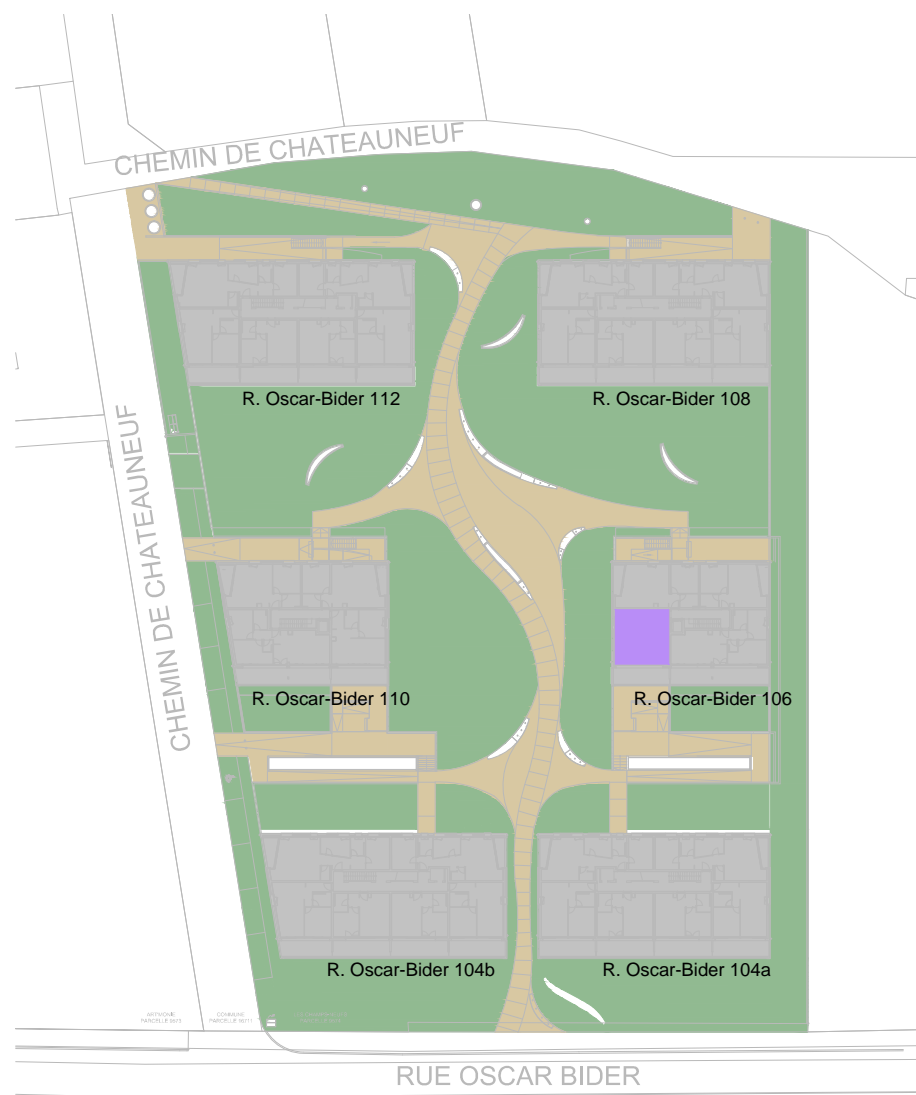 CHEMIN DE CHATEAUNEUF
R. Oscar-Bider 112
R. Oscar-Bider 108
CHEMIN DE CHATEAUNEUF
R. Oscar-Bider 110
R. Oscar-Bider 106
R. Oscar-Bider 104b
R. Oscar-Bider 104a
COMMUNE
RUE OSCAR BIDER